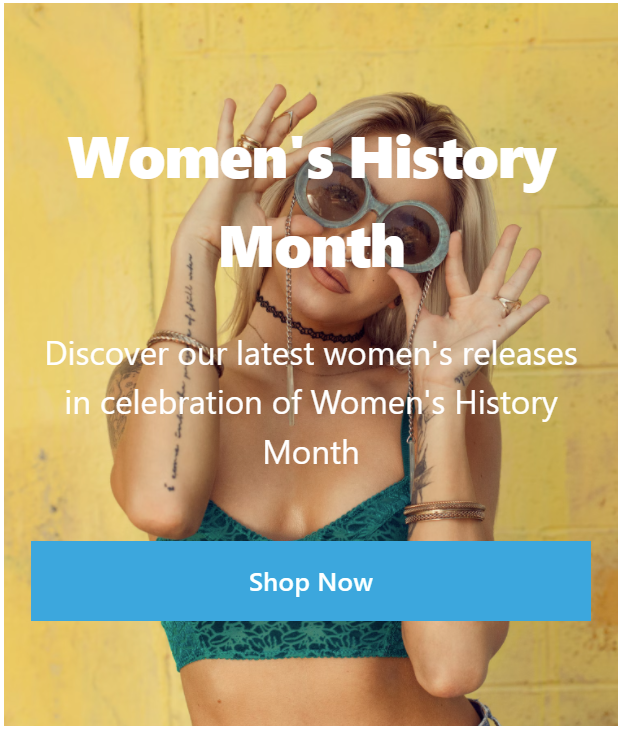 Women's History
Month
Discover our latest women's releases
in celebration of Women's History
Month
Shop Now